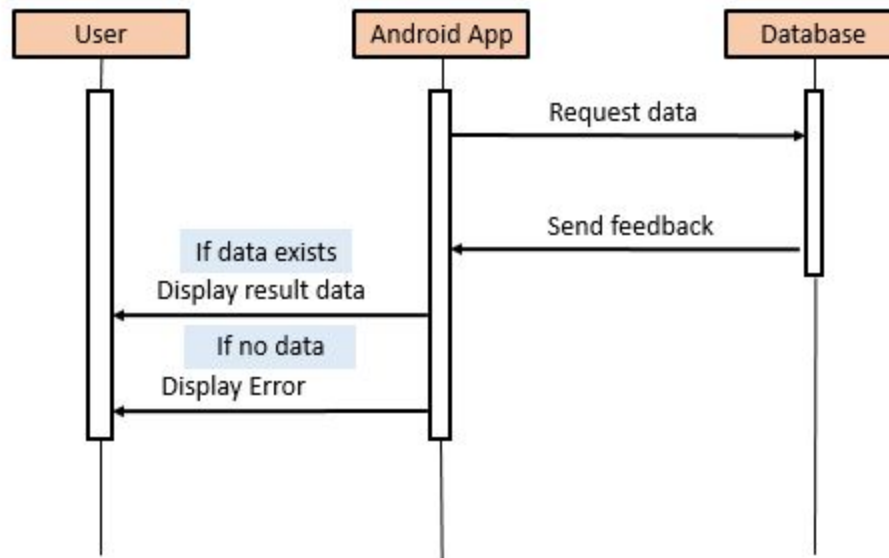 User
Android App
Database
Request data
Send feedback
If data exists
Display result data
If no data
Display Error